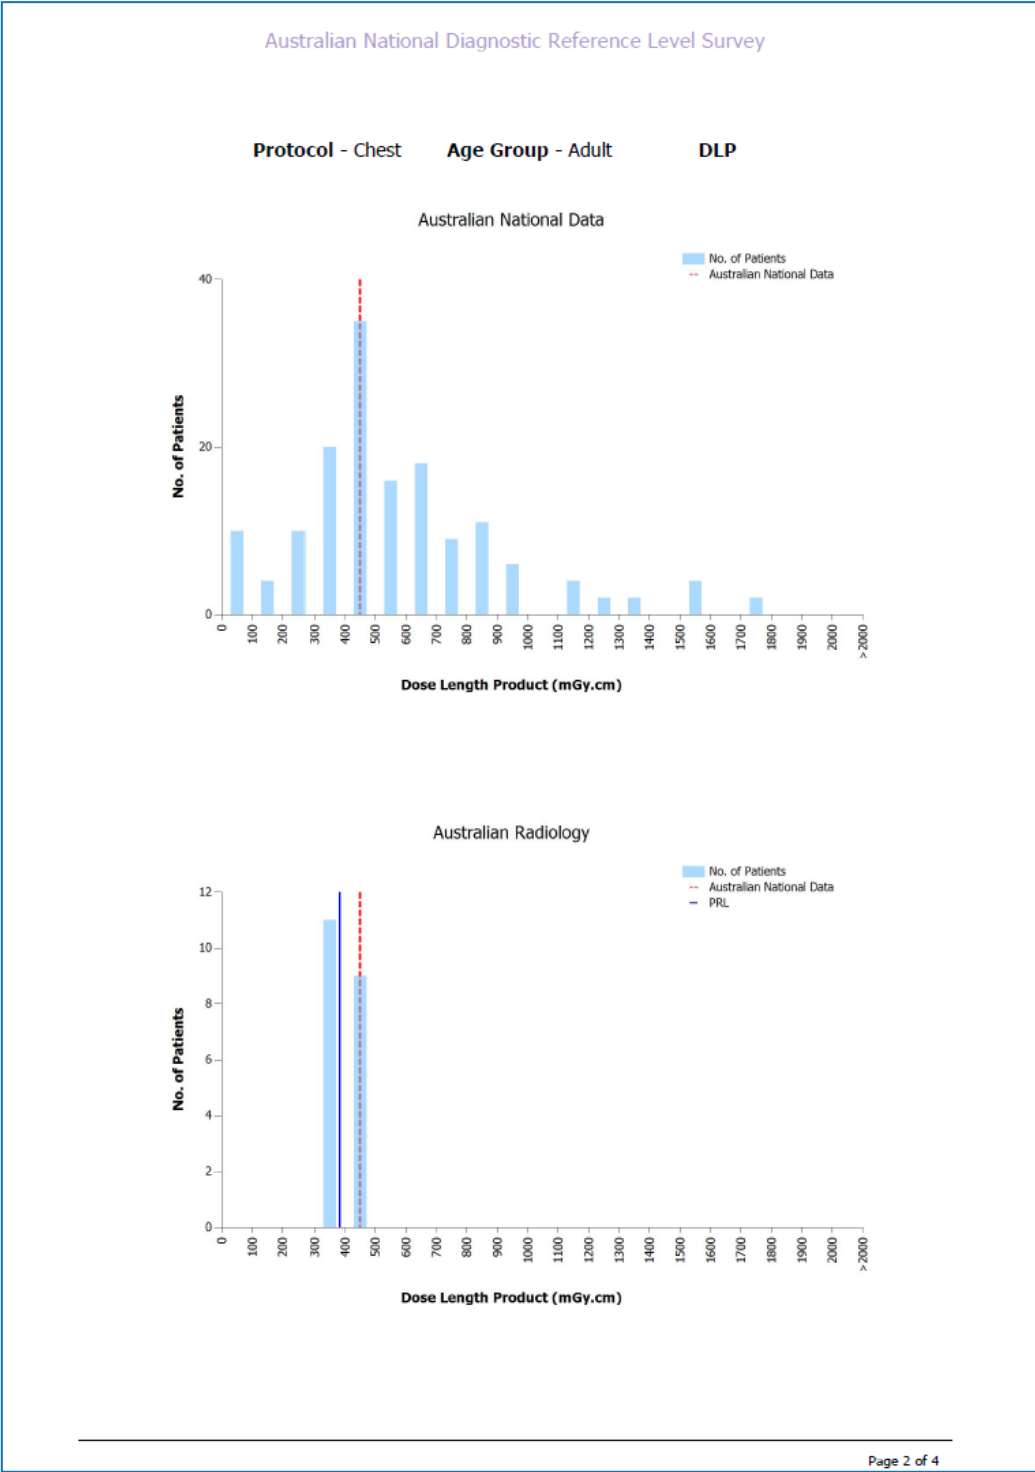 Australian National Diagnostic Reference Level Survey
Protocol - Chest Age Group - Adult DLP
Australian National Data
No. of Patients
Australian National Data
40
20
0
No. of Patients
0 100 200 300 400 500 600 700 800 900 1000 1100 1200 1300 1400 1500 1600 1700 1800 2000 >2000
Dose Length Product (mGy.cm)
Australian Radiology
No. of Patients
Australian National Data
PRL
12
10
8
6
4
2
0
No. of Patients
0 100 200 300 400 500 600 700 800 900 1000 1100 1200 1300 1400 1500 1600 1700 1800 2000 >2000
Dose Length Product (mGy.cm)
Page 2 of 4